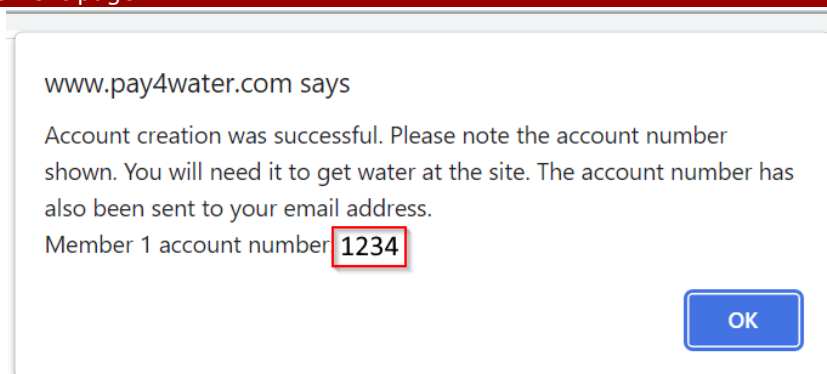 www.pay4water.com says
Account creation was successful. Please note the account number
shown. You will need it to get water at the site. The account number has
also been sent to your email address.
Member 1 account number 1234
OK